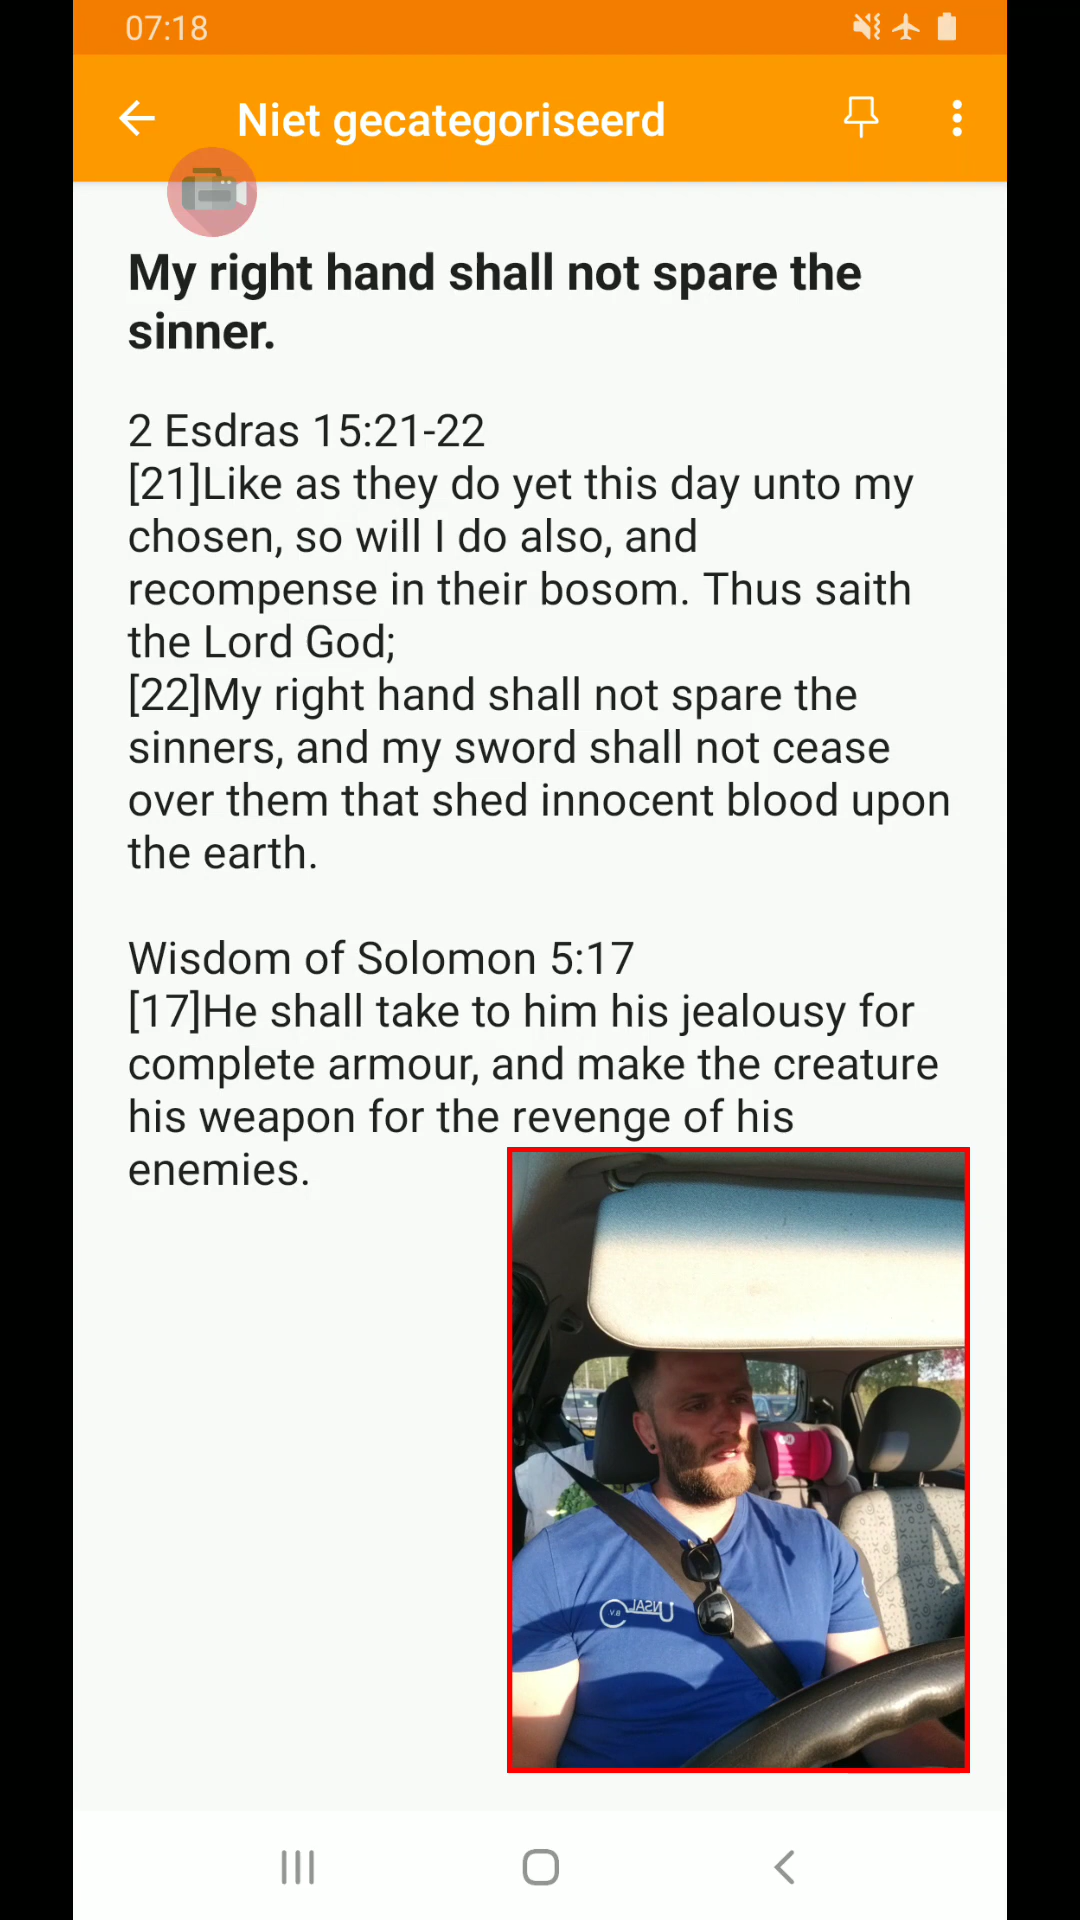 07:18
Niet gecategoriseerd
My right hand shall not spare the
sinner.
2 Esdras 15:21-22
[21]Like as they do yet this day unto my
chosen, so will I do also, and
recompense in their bosom. Thus saith
the Lord God;
[22]My right hand shall not spare the
sinners, and my sword shall not cease
over them that shed innocent blood upon
the earth.
Wisdom of Solomon 5:17
[17]He shall take to him his jealousy for
complete armour, and make the creature
his weapon for the revenge of his
enemies.
UNSAL
B.V